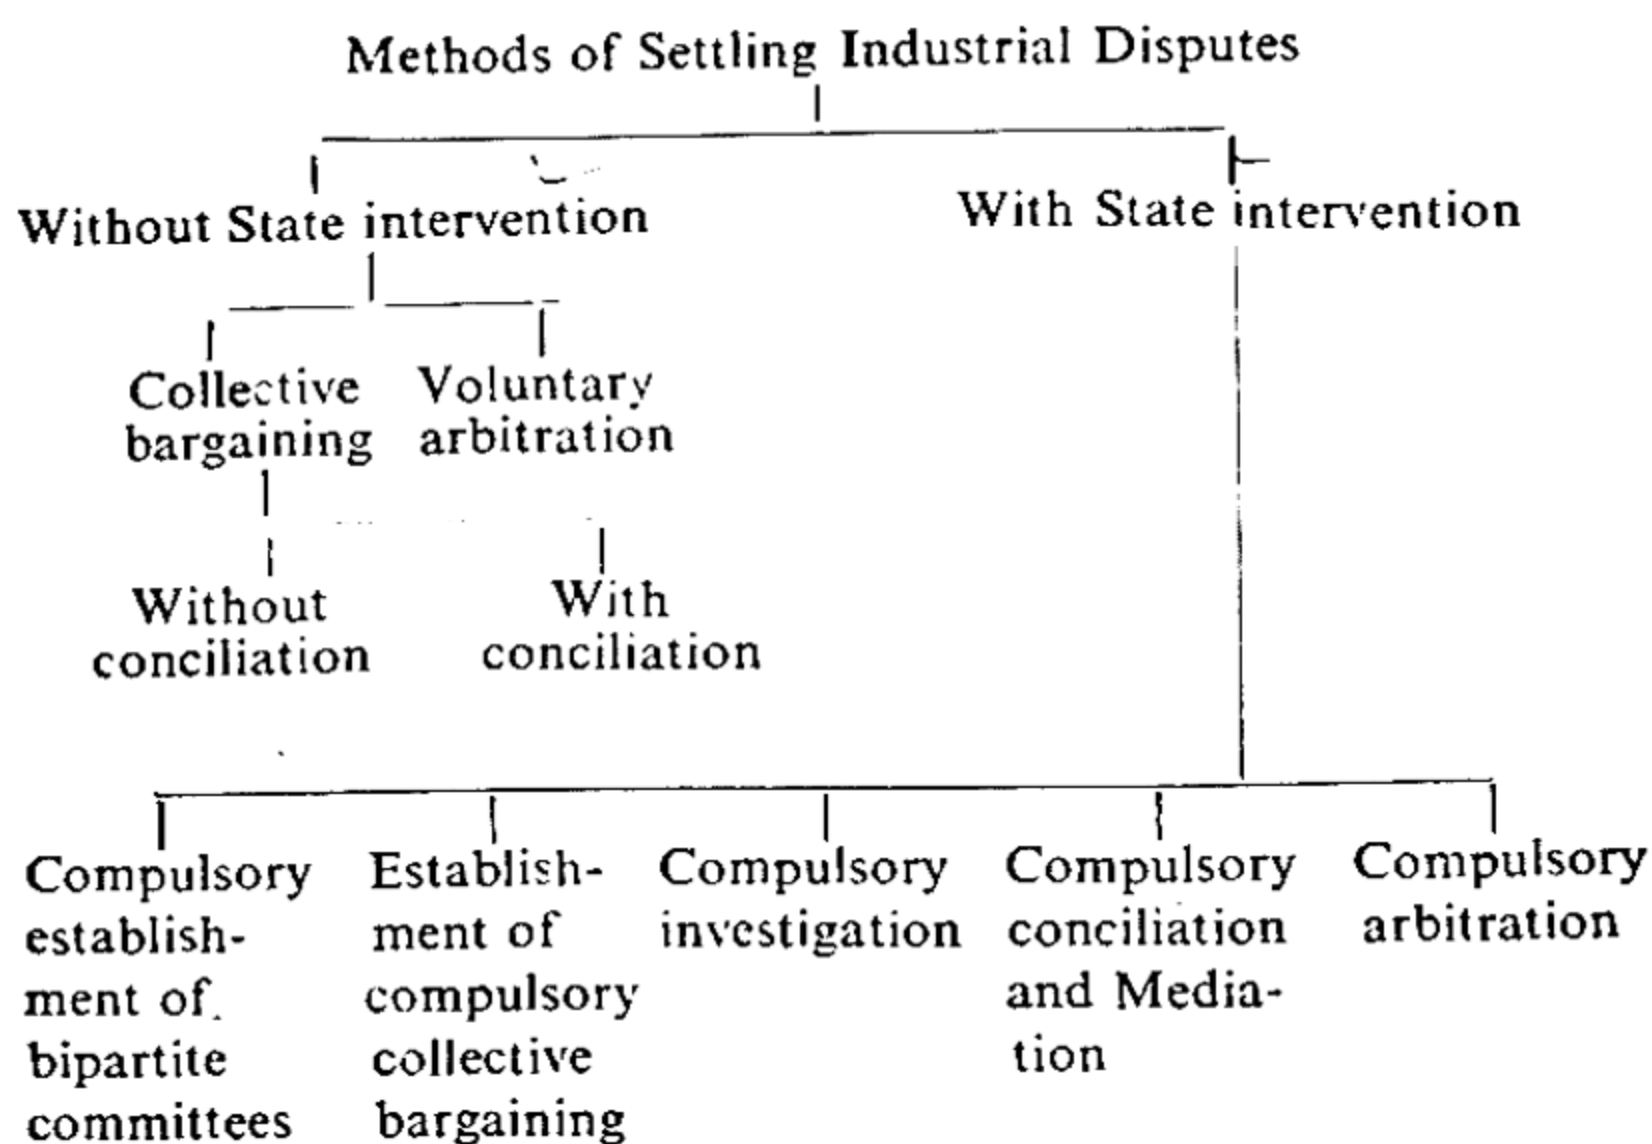 Methods of Settling Industrial Disputes
Without State intervention
With State intervention
Collective
bargaining
Voluntary
arbitration
Without
conciliation
With
conciliation
Compulsory
establish-
ment of
bipartite
committees
Establish-
ment of
compulsory
collective
bargaining
Compulsory
investigation
Compulsory
conciliation
and Media-
tion
Compulsory
arbitration